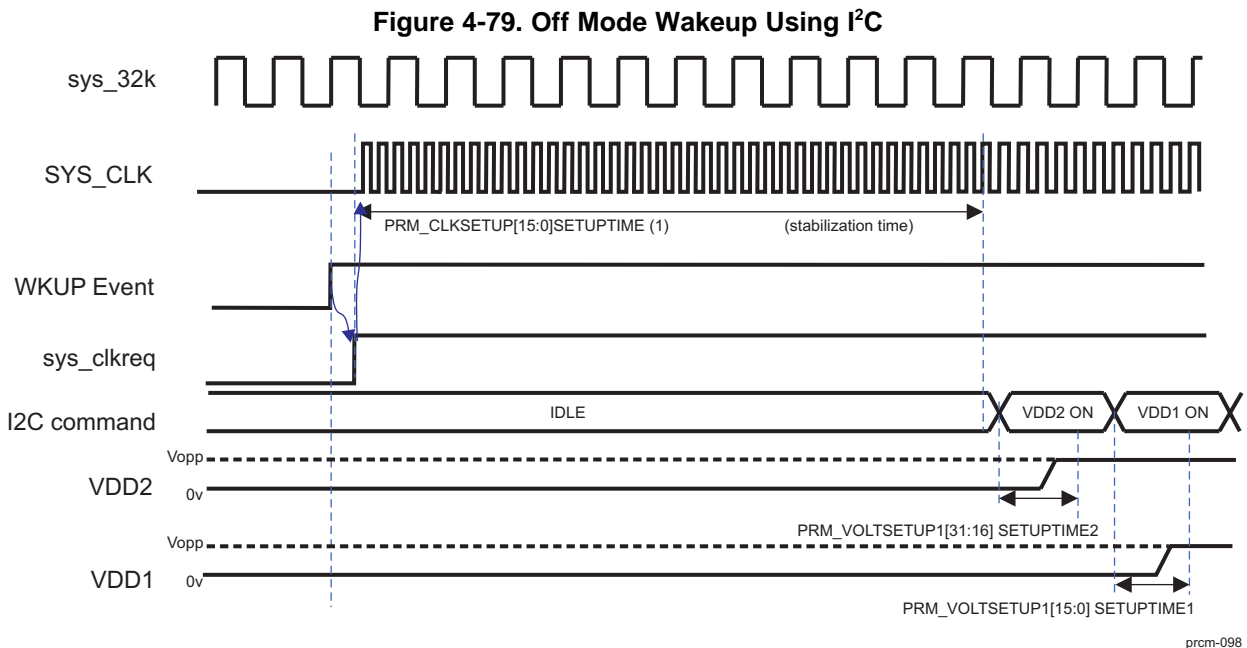 Figure 4-79. Off Mode Wakeup Using I²C
sys_32k
SYS_CLK
PRM_CLKSETUP[15:0]SETUPTIME (1) (stabilization time)
WKUP Event
sys_clkreq
I2C command
IDLE
VDD2 ON
VDD1 ON
Vopp
VDD2
0v
PRM_VOLTSETUP1[31:16] SETUPTIME2
Vopp
VDD1
0v
PRM_VOLTSETUP1[15:0] SETUPTIME1
prcm-098